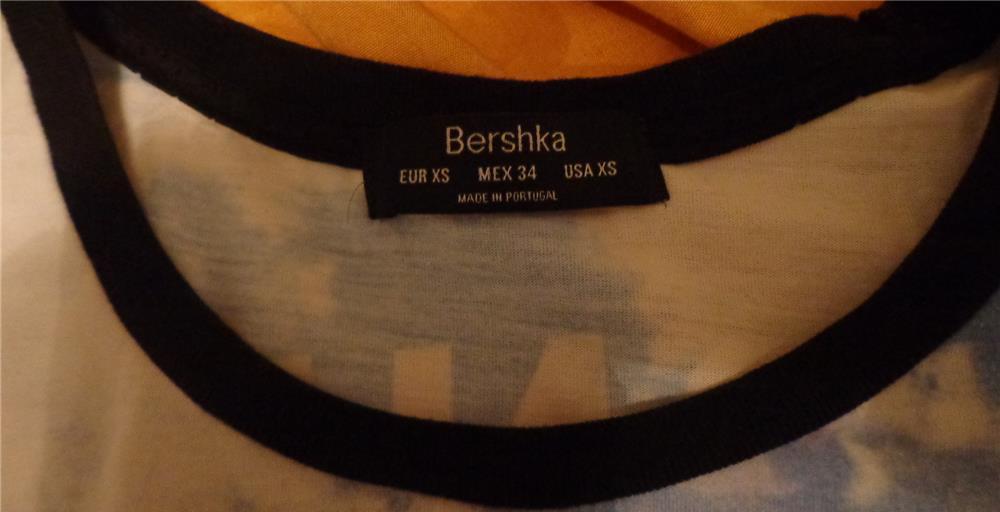 Bershka
EUR XS MEX 34 USA XS
MADE IN PORTUGAL